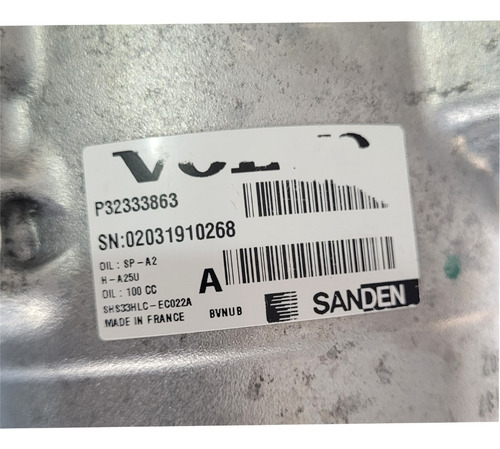 P32333863
SN:02031910268
OIL: SP-A2
H-A25U
OIL: 100 CC
SHS33HLC-EC022A
MADE IN FRANCE
BVNUB
A
SANDEN